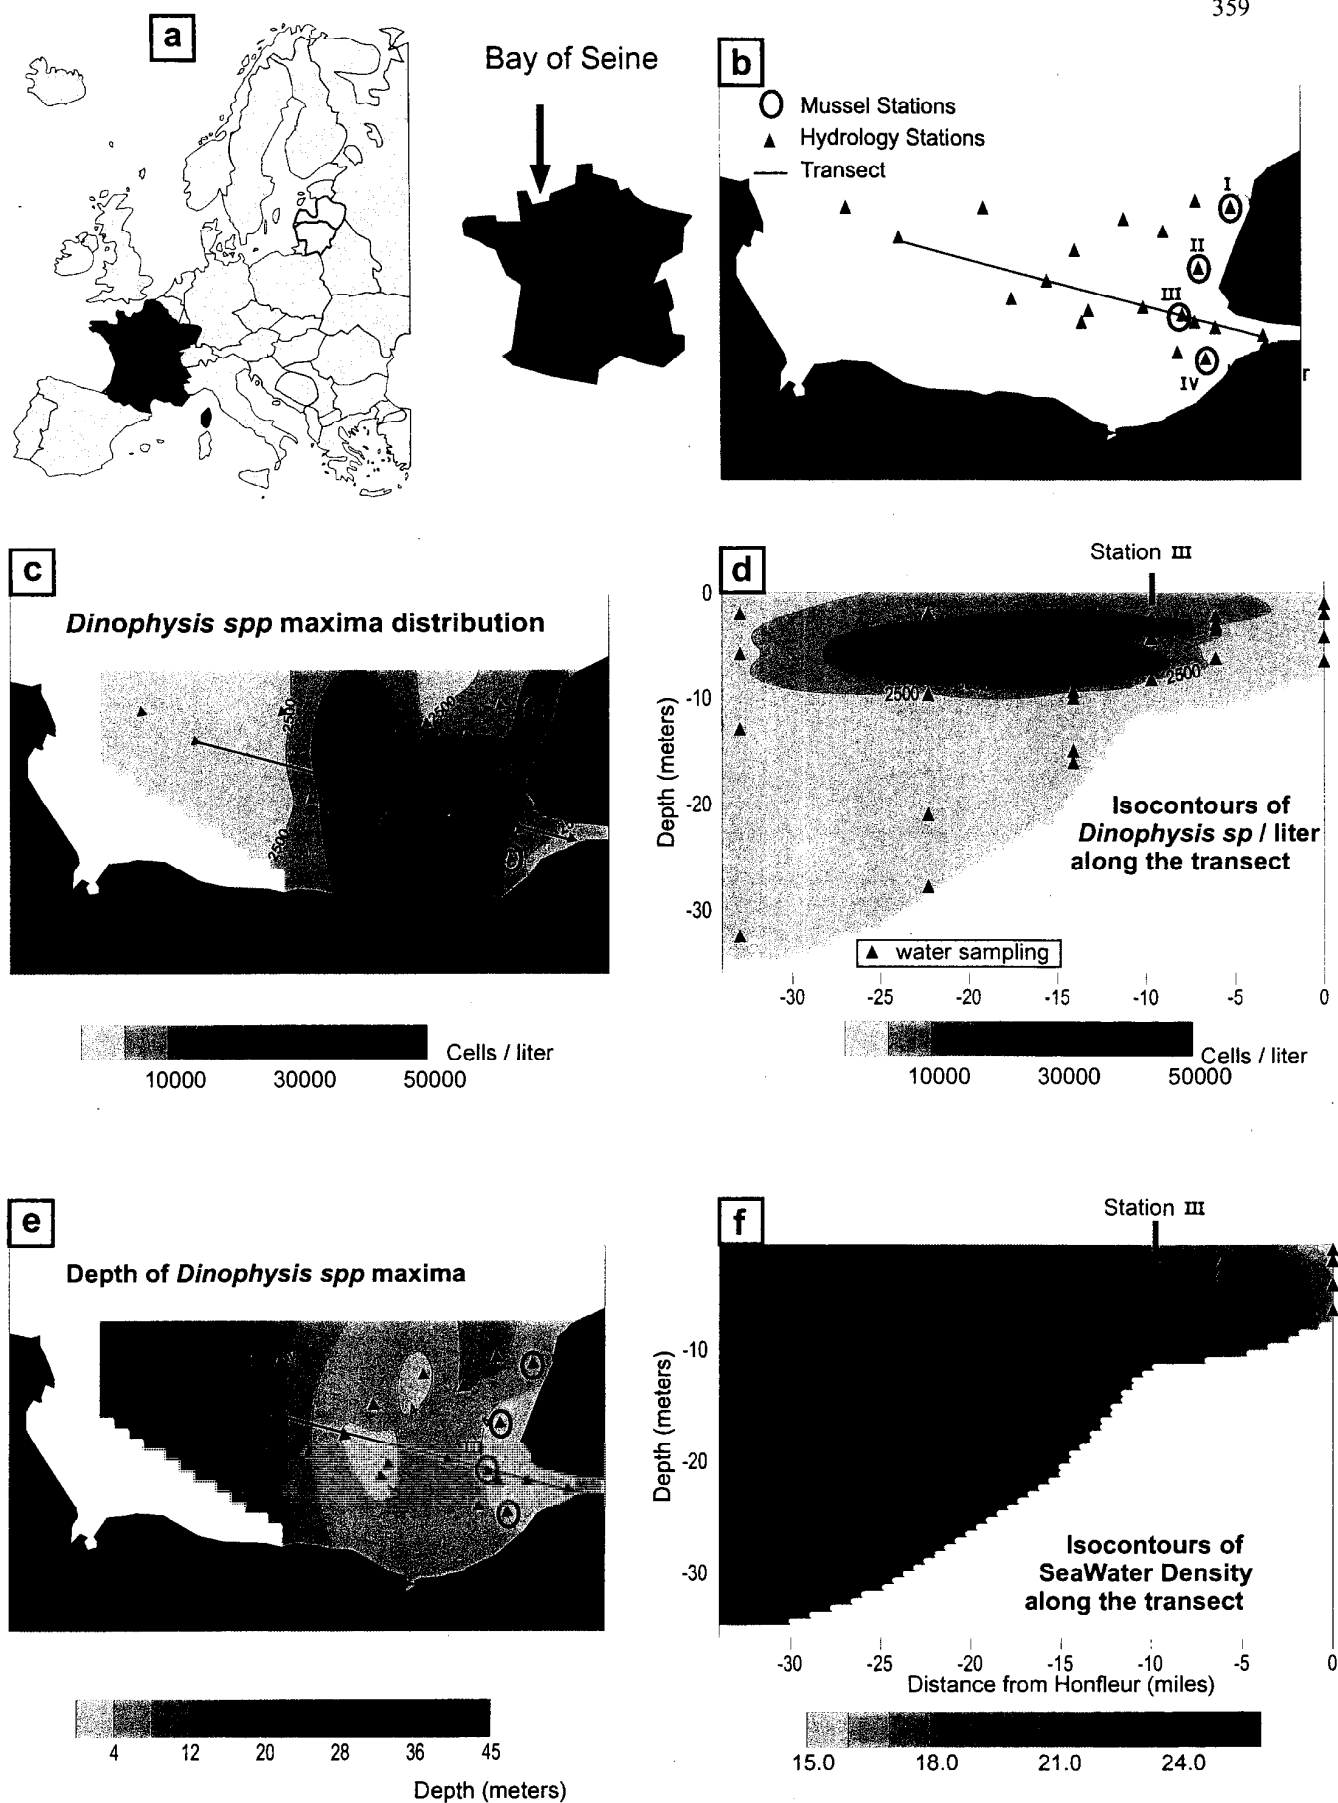 359
a
Bay of Seine
b
Mussel Stations
Hydrology Stations
Transect
I
II
III
IV
r
c
Dinophysis spp maxima distribution
2500
2500
2500
Cells / liter
10000 30000 50000
d
Station III
0
-10
-20
-30
Depth (meters)
2500
2500
Isocontours of
Dinophysis sp / liter
along the transect
water sampling
-30 -25 -20 -15 -10 -5 0
Cells / liter
10000 30000 50000
e
Depth of Dinophysis spp maxima
III
4 12 20 28 36 45
Depth (meters)
f
Station III
-10
-20
-30
Depth (meters)
Isocontours of
SeaWater Density
along the transect
-30 -25 -20 -15 -10 -5 0
Distance from Honfleur (miles)
15.0 18.0 21.0 24.0